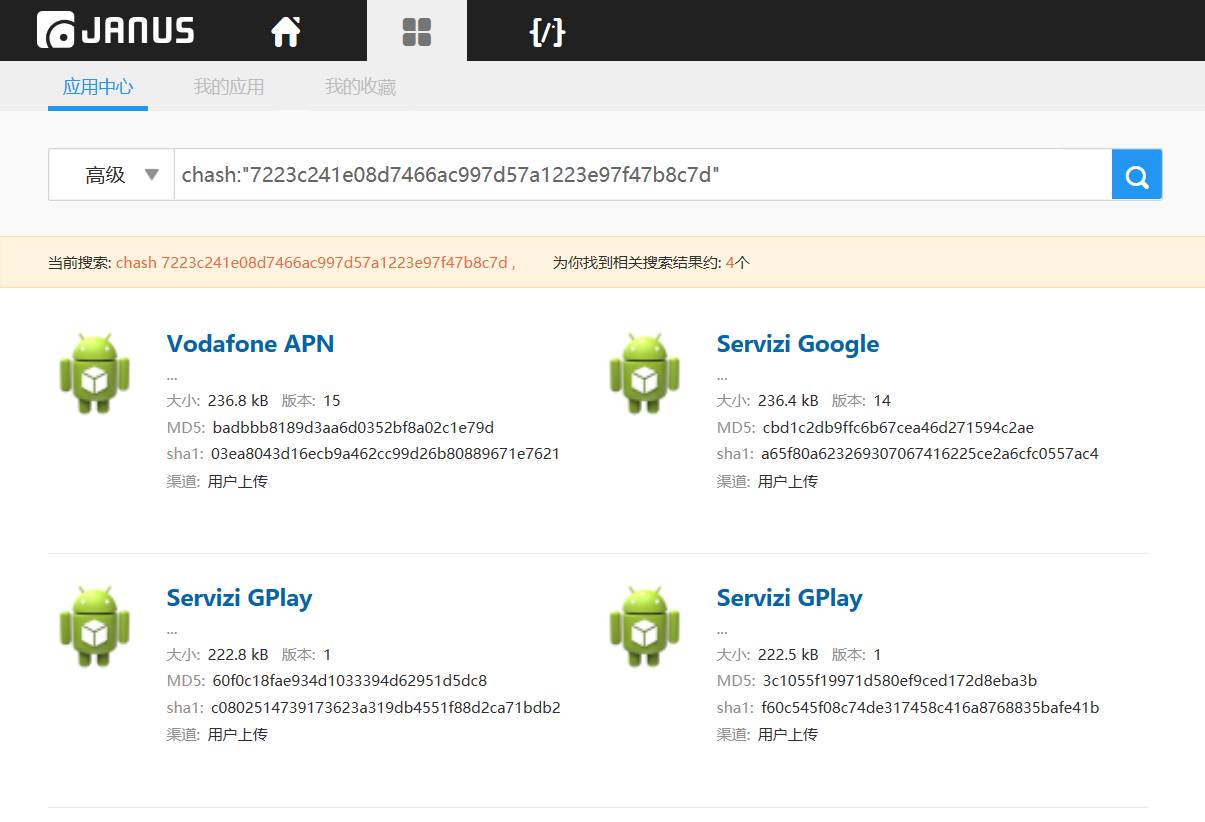 JANUS
{/}
应用中心 我的应用 我的收藏
高级 chash:"7223c241e08d7466ac997d57a1223e97f47b8c7d"
当前搜索: chash 7223c241e08d7466ac997d57a1223e97f47b8c7d , 为你找到相关搜索结果约: 4个
Vodafone APN
...
大小: 236.8 kB 版本: 15
MD5: badbbb8189d3aa6d0352bf8a02c1e79d
sha1: 03ea8043d16ecb9a462cc99d26b80889671e7621
渠道: 用户上传
Servizi Google
...
大小: 236.4 kB 版本: 14
MD5: cbd1c2db9ffc6b67cea46d271594c2ae
sha1: a65f80a623269307067416225ce2a6cfc0557ac4
渠道: 用户上传
Servizi GPlay
...
大小: 222.8 kB 版本: 1
MD5: 60f0c18fae934d1033394d62951d5dc8
sha1: c0802514739173623a319db4551f88d2ca71bdb2
渠道: 用户上传
Servizi GPlay
...
大小: 222.5 kB 版本: 1
MD5: 3c1055f19971d580ef9ced172d8eba3b
sha1: f60c545f08c74de317458c416a8768835bafe41b
渠道: 用户上传